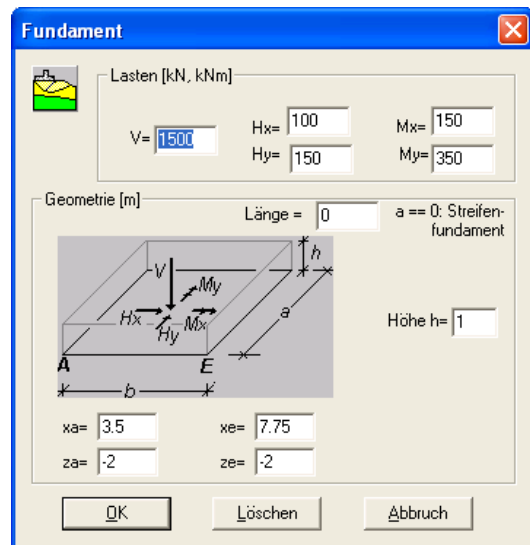 Fundament
Lasten [kN, kNm]
V= 1500
Hx= 100
Mx= 150
Hy= 150
My= 350
Geometrie [m]
Länge = 0
a == 0: Streifen-
fundament
h
V
My
a
Hx
Mx
Hy
A
E
b
Höhe h= 1
xa= 3.5
xe= 7.75
za= -2
ze= -2
OK
Löschen
Abbruch